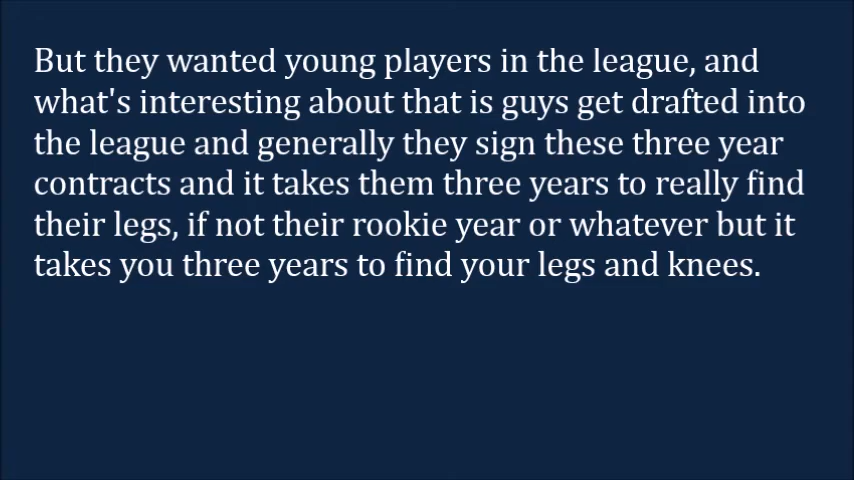 But they wanted young players in the league, and
what's interesting about that is guys get drafted into
the league and generally they sign these three year
contracts and it takes them three years to really find
their legs, if not their rookie year or whatever but it
takes you three years to find your legs and knees.